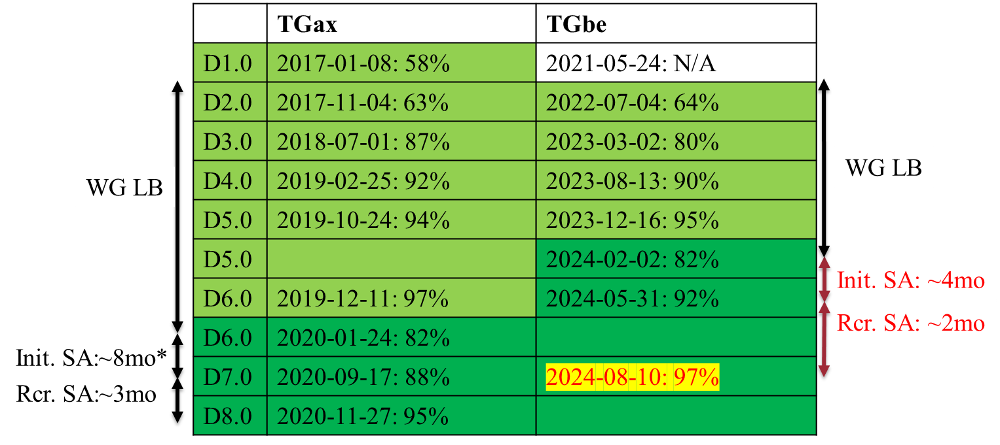 TGax TGbe
D1.0 2017-01-08: 58% 2021-05-24: N/A
D2.0 2017-11-04: 63% 2022-07-04: 64%
D3.0 2018-07-01: 87% 2023-03-02: 80%
D4.0 2019-02-25: 92% 2023-08-13: 90%
D5.0 2019-10-24: 94% 2023-12-16: 95%
D5.0 2024-02-02: 82%
D6.0 2019-12-11: 97% 2024-05-31: 92%
D6.0 2020-01-24: 82%
D7.0 2020-09-17: 88% 2024-08-10: 97%
D8.0 2020-11-27: 95%
WG LB
Init. SA:~8mo*
Rcr. SA:~3mo
WG LB
Init. SA: ~4mo
Rcr. SA: ~2mo